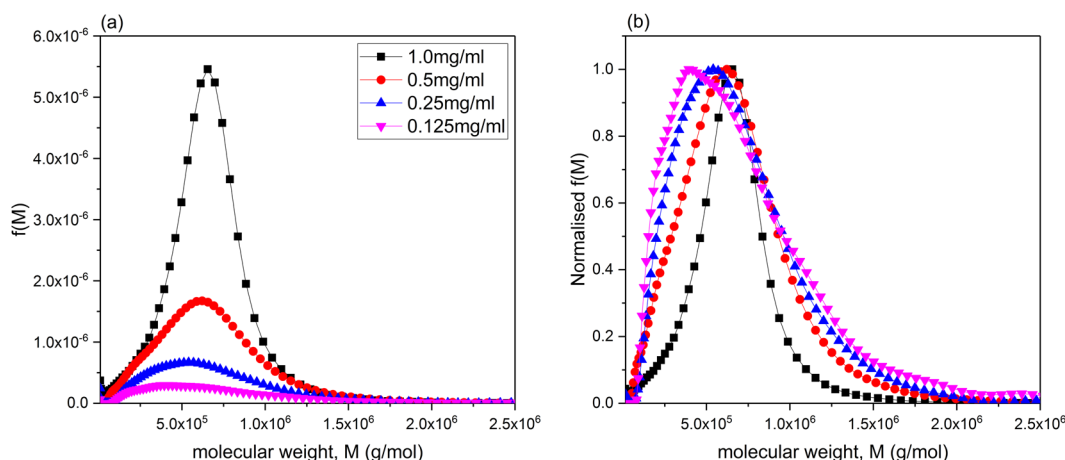 (a)
6.0x10⁻⁶
5.0x10⁻⁶
4.0x10⁻⁶
3.0x10⁻⁶
2.0x10⁻⁶
1.0x10⁻⁶
0.0
f(M)
1.0mg/ml
0.5mg/ml
0.25mg/ml
0.125mg/ml
5.0x10⁵
1.0x10⁶
1.5x10⁶
2.0x10⁶
2.5x10⁶
molecular weight, M (g/mol)
(b)
1.0
0.8
0.6
0.4
0.2
0.0
Normalised f(M)
5.0x10⁵
1.0x10⁶
1.5x10⁶
2.0x10⁶
2.5x10⁶
molecular weight, M (g/mol)